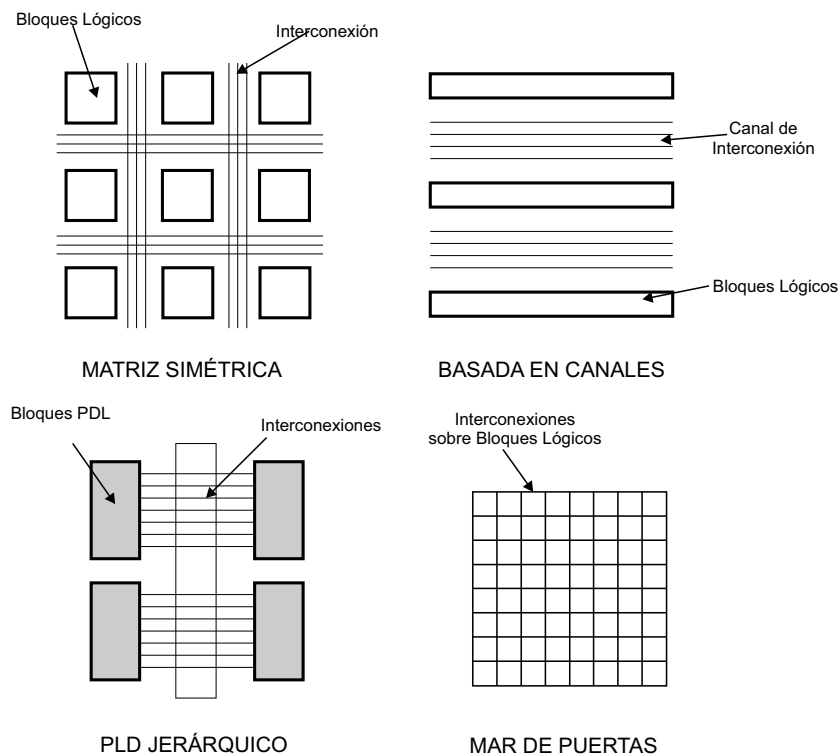 Bloques Lógicos
Interconexión
Canal de
Interconexión
Bloques Lógicos
MATRIZ SIMÉTRICA
BASADA EN CANALES
Bloques PDL
Interconexiones
Interconexiones
sobre Bloques Lógicos
PLD JERÁRQUICO
MAR DE PUERTAS